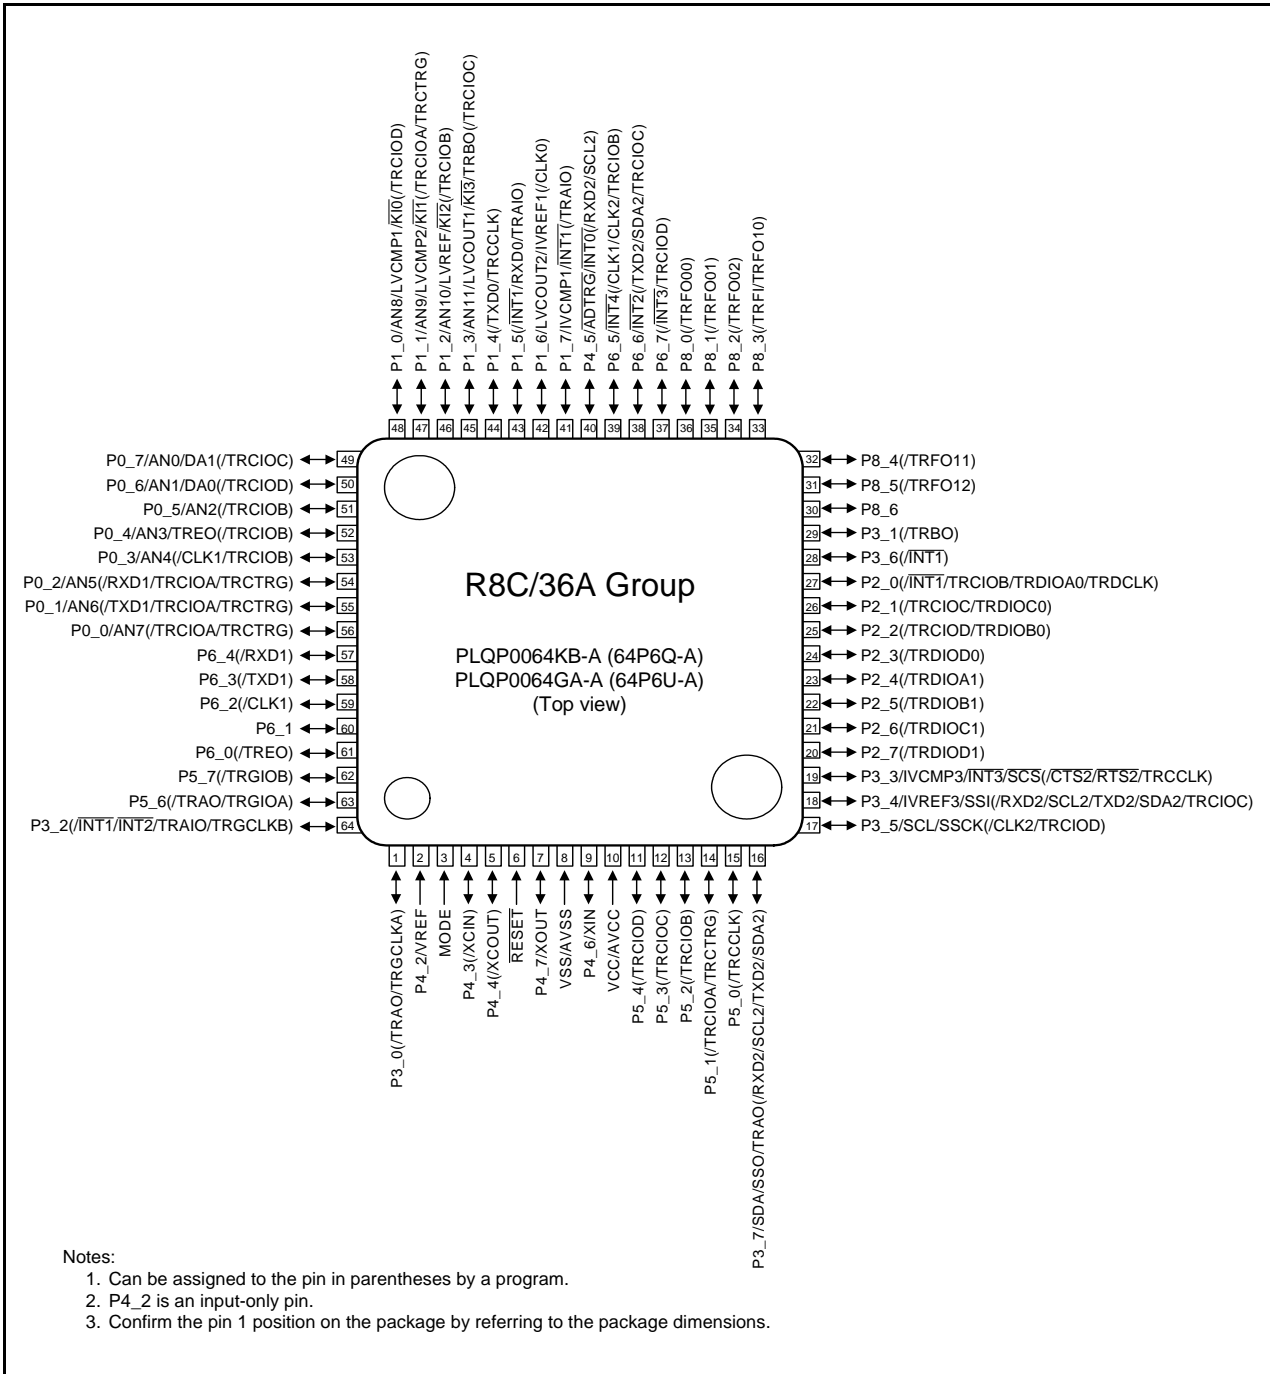 P1_0/AN8/LVCMP1/KI0(/TRCIOD)
P1_1/AN9/LVCMP2/KI1(/TRCIOA/TRCTRG)
P1_2/AN10/LVREF/KI2(/TRCIOB)
P1_3/AN11/LVCOUT1/KI3/TRBO(/TRCIOC)
P1_4(/TXD0/TRCCLK)
P1_5(/INT1/RXD0/TRAIO)
P1_6/LVCOUT2/IVREF1(/CLK0)
P1_7/IVCMP1/INT1(/TRAIO)
P4_5/ADTRG/INT0(/RXD2/SCL2)
P6_5/INT4(/CLK1/CLK2/TRCIOB)
P6_6/INT2(/TXD2/SDA2/TRCIOC)
P6_7(/INT3/TRCIOD)
P8_0(/TRFO00)
P8_1(/TRFO01)
P8_2(/TRFO02)
P8_3(/TRFI/TRFO10)
48 47 46 45 44 43 42 41 40 39 38 37 36 35 34 33
P0_7/AN0/DA1(/TRCIOC) 49
P0_6/AN1/DA0(/TRCIOD) 50
P0_5/AN2(/TRCIOB) 51
P0_4/AN3/TREO(/TRCIOB) 52
P0_3/AN4(/CLK1/TRCIOB) 53
P0_2/AN5(/RXD1/TRCIOA/TRCTRG) 54
P0_1/AN6(/TXD1/TRCIOA/TRCTRG) 55
P0_0/AN7(/TRCIOA/TRCTRG) 56
P6_4(/RXD1) 57
P6_3(/TXD1) 58
P6_2(/CLK1) 59
P6_1 60
P6_0(/TREO) 61
P5_7(/TRGIOB) 62
P5_6(/TRAO/TRGIOA) 63
P3_2(/INT1/INT2/TRAIO/TRGCLKB) 64
R8C/36A Group
PLQP0064KB-A (64P6Q-A)
PLQP0064GA-A (64P6U-A)
(Top view)
32 P8_4(/TRFO11)
31 P8_5(/TRFO12)
30 P8_6
29 P3_1(/TRBO)
28 P3_6(/INT1)
27 P2_0(/INT1/TRCIOB/TRDIOA0/TRDCLK)
26 P2_1(/TRCIOC/TRDIOC0)
25 P2_2(/TRCIOD/TRDIOB0)
24 P2_3(/TRDIOD0)
23 P2_4(/TRDIOA1)
22 P2_5(/TRDIOB1)
21 P2_6(/TRDIOC1)
20 P2_7(/TRDIOD1)
19 P3_3/IVCMP3/INT3/SCS(/CTS2/RTS2/TRCCLK)
18 P3_4/IVREF3/SSI(/RXD2/SCL2/TXD2/SDA2/TRCIOC)
17 P3_5/SCL/SSCK(/CLK2/TRCIOD)
1 2 3 4 5 6 7 8 9 10 11 12 13 14 15 16
P3_0(/TRAO/TRGCLKA)
P4_2/VREF
MODE
P4_3(/XCIN)
P4_4(/XCOUT)
RESET
P4_7/XOUT
VSS/AVSS
P4_6/XIN
VCC/AVCC
P5_4(/TRCIOD)
P5_3(/TRCIOC)
P5_2(/TRCIOB)
P5_1(/TRCIOA/TRCTRG)
P5_0(/TRCCLK)
P3_7/SDA/SSO/TRAO(/RXD2/SCL2/TXD2/SDA2)
Notes:
1. Can be assigned to the pin in parentheses by a program.
2. P4_2 is an input-only pin.
3. Confirm the pin 1 position on the package by referring to the package dimensions.